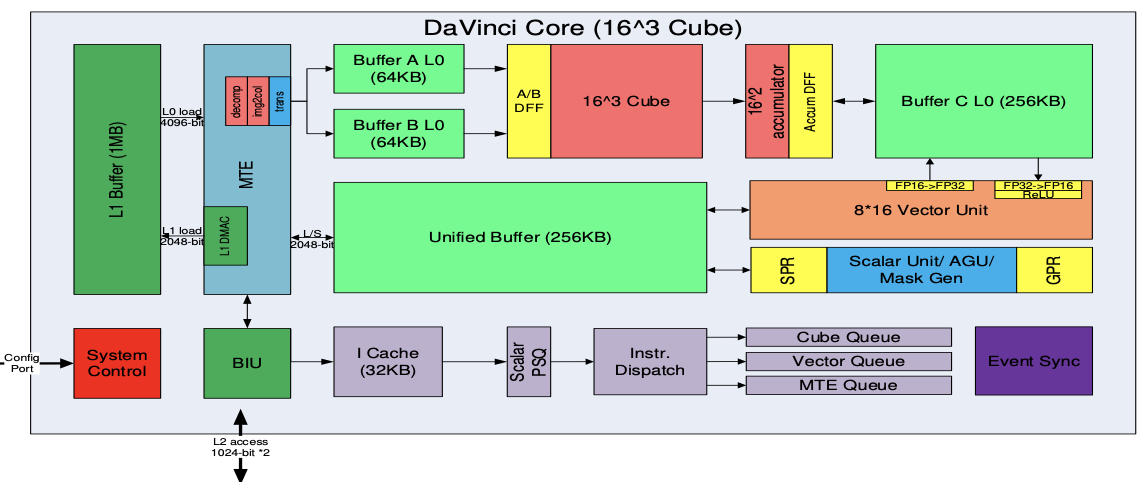 DaVinci Core (16^3 Cube)
L1 Buffer (1MB)
L0 load
4096-bit
L1 load
2048-bit
MTE
decomp
img2col
trans
L1 DMAC
L/S
2048-bit
Buffer A L0
(64KB)
Buffer B L0
(64KB)
A/B
DFF
16^3 Cube
16^2
accumulator
Accum DFF
Buffer C L0 (256KB)
FP16->FP32
FP32->FP16
ReLU
8*16 Vector Unit
Unified Buffer (256KB)
SPR
Scalar Unit/ AGU/
Mask Gen
GPR
Config
Port
System
Control
BIU
I Cache
(32KB)
Scalar
PSQ
Instr.
Dispatch
Cube Queue
Vector Queue
MTE Queue
Event Sync
L2 access
1024-bit *2